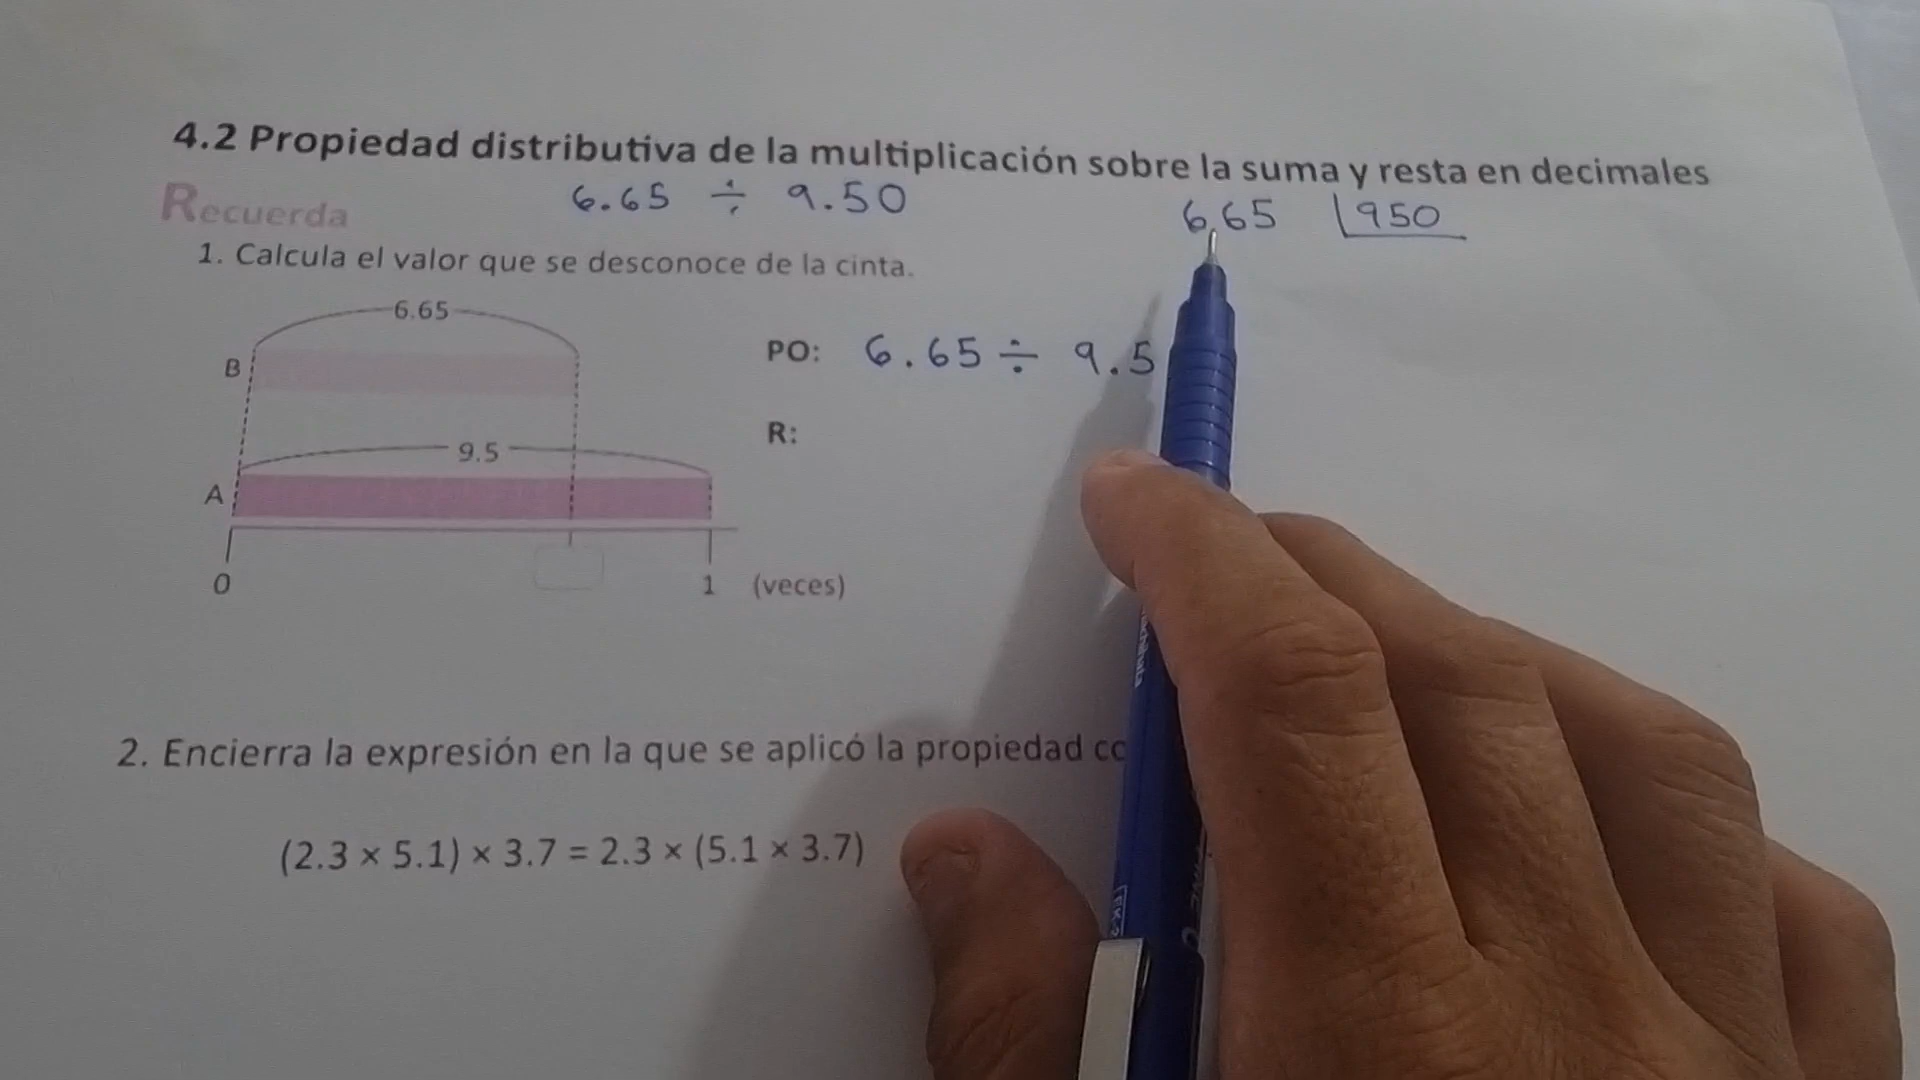 4.2 Propiedad distributiva de la multiplicación sobre la suma y resta en decimales
Recuerda
6.65 ÷ 9.50
6.65 950
1. Calcula el valor que se desconoce de la cinta.
6.65
B
PO: 6.65 ÷ 9.5
R:
9.5
A
0
1 (veces)
2. Encierra la expresión en la que se aplicó la propiedad
(2.3 × 5.1) × 3.7 = 2.3 × (5.1 × 3.7)